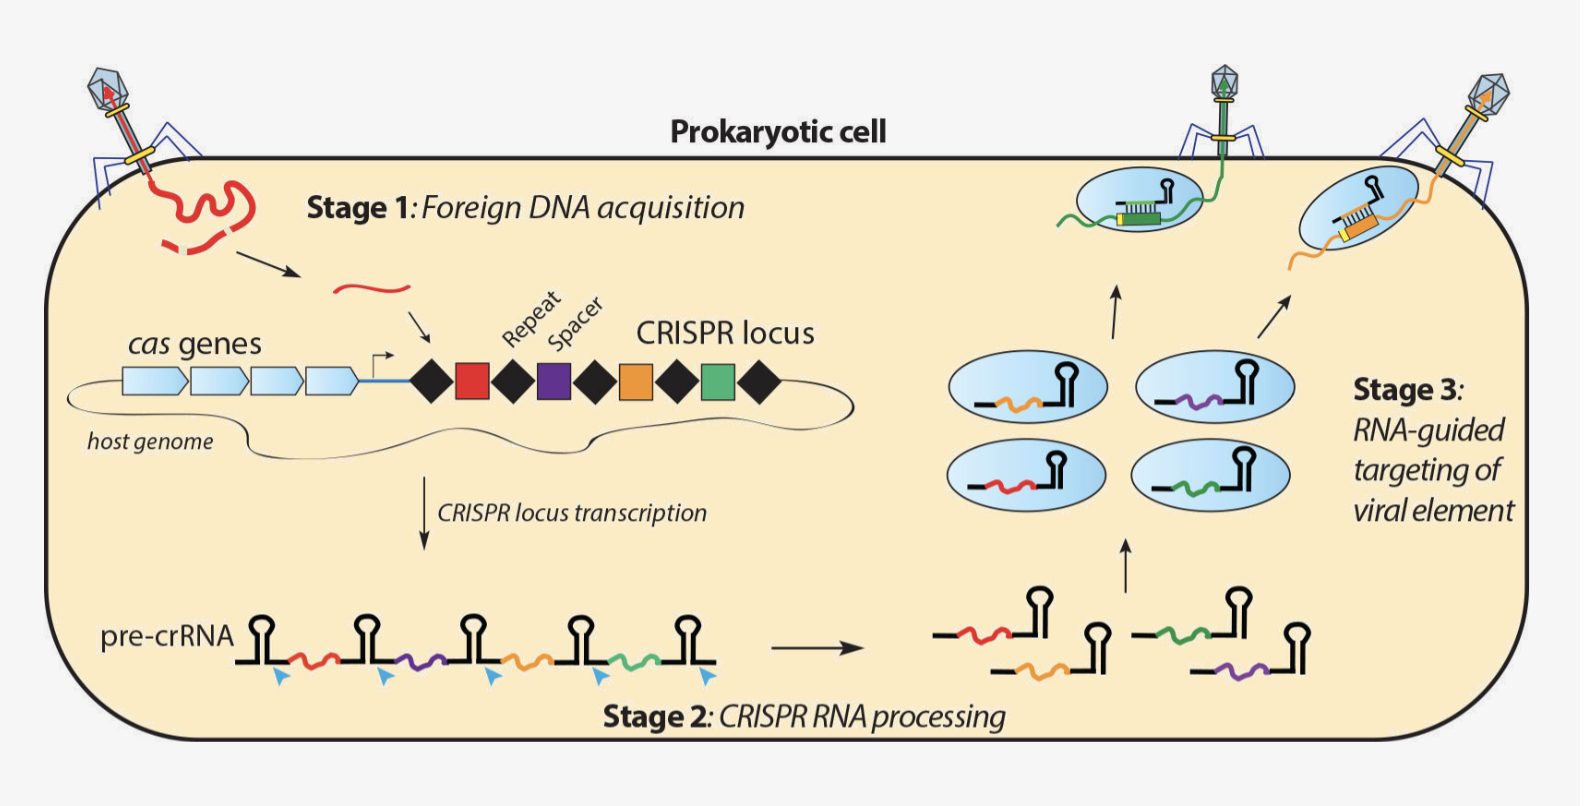 Prokaryotic cell
Stage 1: Foreign DNA acquisition
Repeat
Spacer
CRISPR locus
cas genes
host genome
CRISPR locus transcription
pre-crRNA
Stage 2: CRISPR RNA processing
Stage 3:
RNA-guided
targeting of
viral element